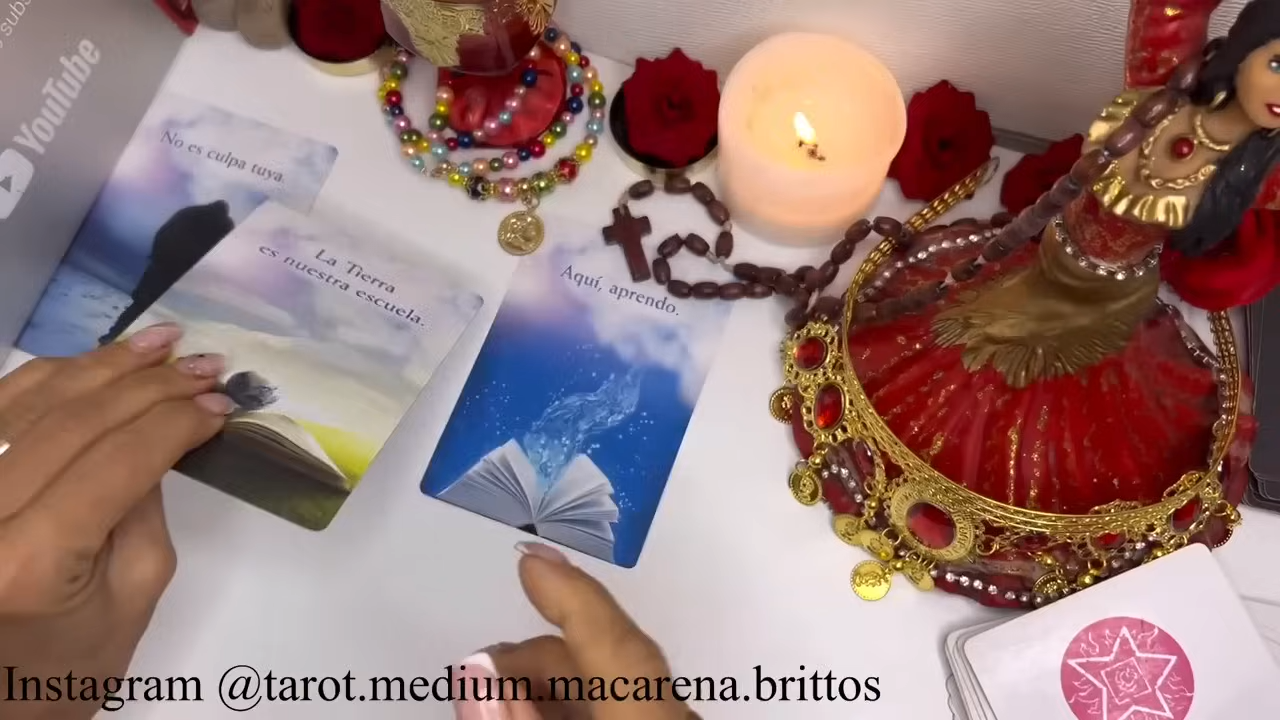 YouTube
No es culpa tuya.
La Tierra
es nuestra escuela.
Aquí, aprendo.
Instagram @tarot.medium.macarena.brittos